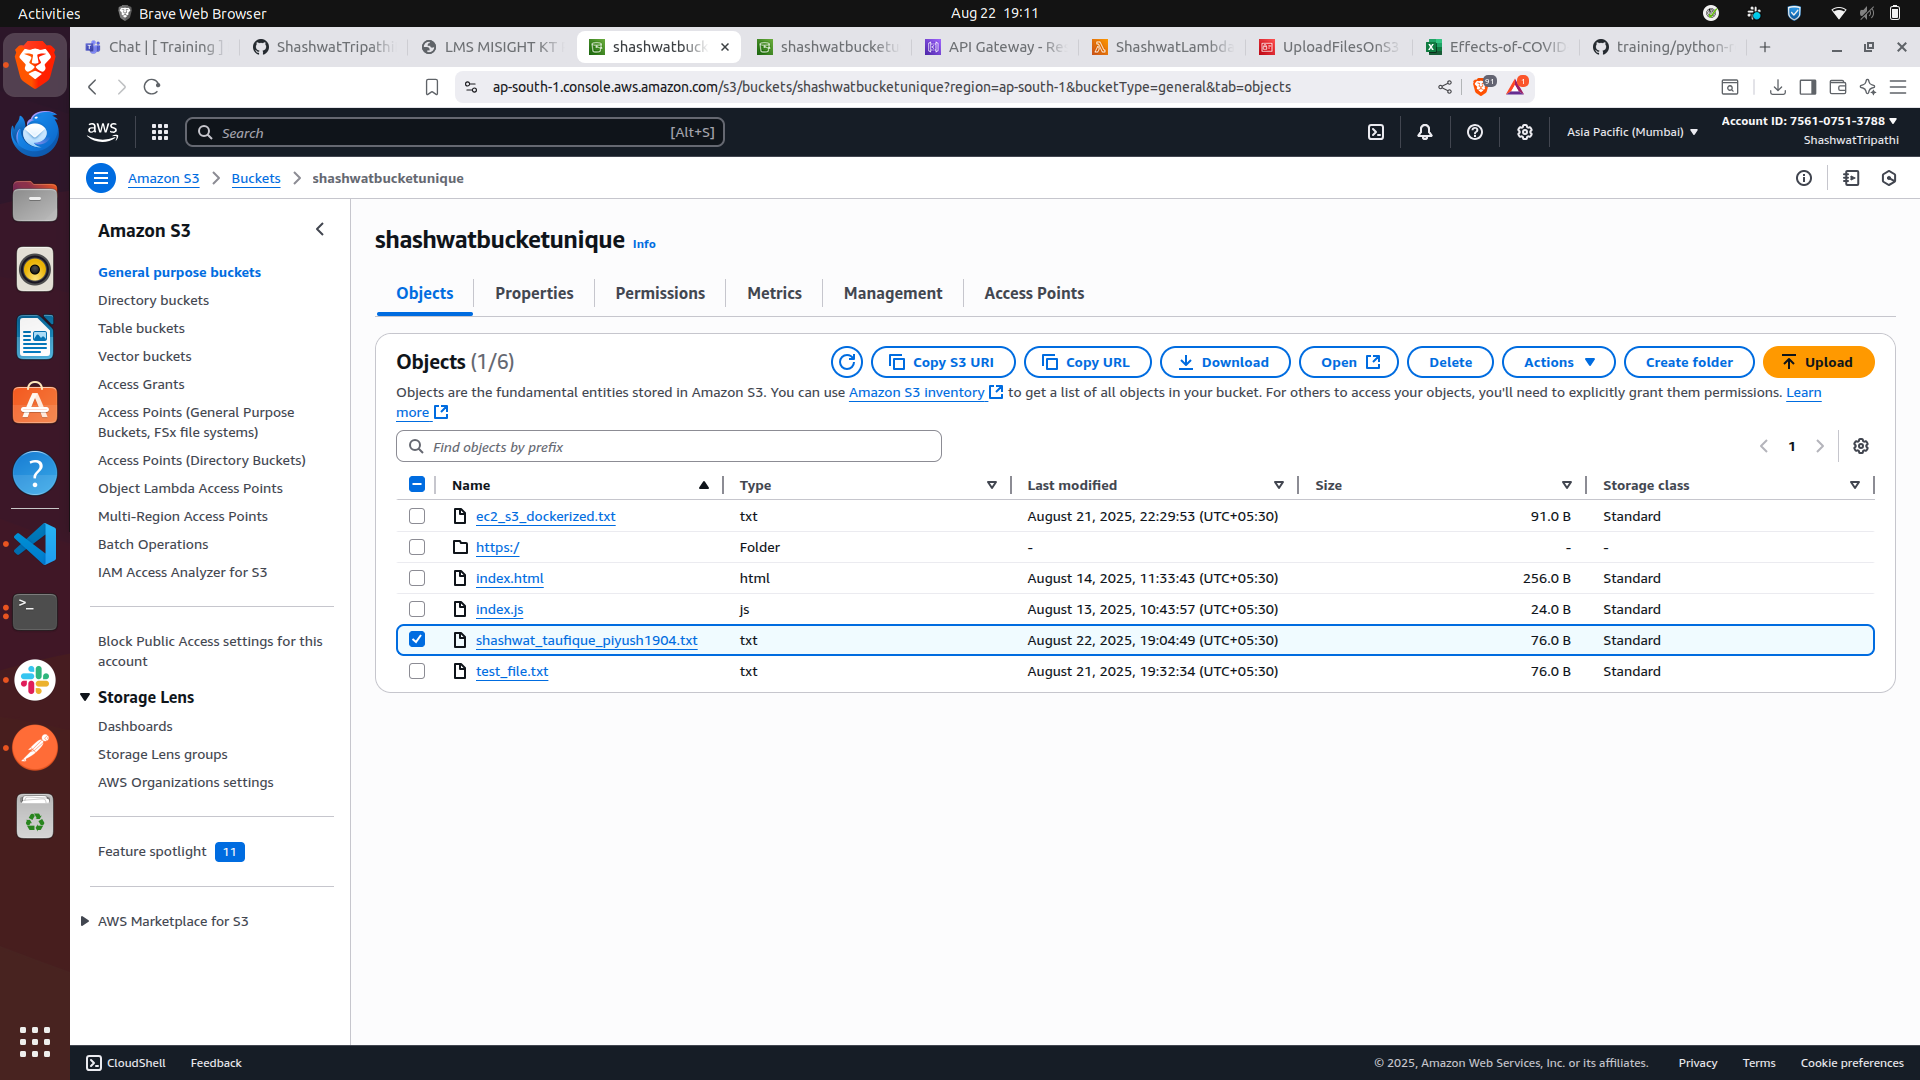 Activities
Brave Web Browser
Aug 22 19:11
Chat | [ Training ]
ShashwatTripathi
LMS MISIGHT KT
shashwatbuck
shashwatbucketu
API Gateway - Re
ShashwatLambda
UploadFilesOnS3
Effects-of-COVID
training/python-
ap-south-1.console.aws.amazon.com/s3/buckets/shashwatbucketunique?region=ap-south-1&bucketType=general&tab=objects
91
1
aws
Search
[Alt+S]
Asia Pacific (Mumbai)
Account ID: 7561-0751-3788
ShashwatTripathi
Amazon S3
Buckets
shashwatbucketunique
Amazon S3
General purpose buckets
Directory buckets
Table buckets
Vector buckets
Access Grants
Access Points (General Purpose
Buckets, FSx file systems)
Access Points (Directory Buckets)
Object Lambda Access Points
Multi-Region Access Points
Batch Operations
IAM Access Analyzer for S3
Block Public Access settings for this
account
Storage Lens
Dashboards
Storage Lens groups
AWS Organizations settings
Feature spotlight 11
AWS Marketplace for S3
shashwatbucketunique Info
Objects
Properties
Permissions
Metrics
Management
Access Points
Objects (1/6)
Copy S3 URI
Copy URL
Download
Open
Delete
Actions
Create folder
Upload
Objects are the fundamental entities stored in Amazon S3. You can use Amazon S3 inventory to get a list of all objects in your bucket. For others to access your objects, you'll need to explicitly grant them permissions. Learn
more
Find objects by prefix
1
Name Type Last modified Size Storage class
ec2_s3_dockerized.txt txt August 21, 2025, 22:29:53 (UTC+05:30) 91.0 B Standard
https:/ Folder - - -
index.html html August 14, 2025, 11:33:43 (UTC+05:30) 256.0 B Standard
index.js js August 13, 2025, 10:43:57 (UTC+05:30) 24.0 B Standard
shashwat_taufique_piyush1904.txt txt August 22, 2025, 19:04:49 (UTC+05:30) 76.0 B Standard
test_file.txt txt August 21, 2025, 19:32:34 (UTC+05:30) 76.0 B Standard
CloudShell
Feedback
© 2025, Amazon Web Services, Inc. or its affiliates.
Privacy
Terms
Cookie preferences